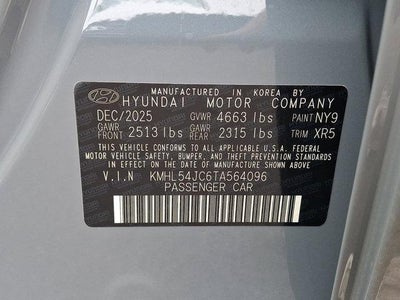 MANUFACTURED IN KOREA BY
HYUNDAI MOTOR COMPANY
DEC/2025 GVWR 4663 lbs PAINT NY9
GAWR FRONT 2513 lbs GAWR REAR 2315 lbs TRIM XR5
THIS VEHICLE CONFORMS TO ALL APPLICABLE U.S.A. FEDERAL
MOTOR VEHICLE SAFETY, BUMPER, AND THEFT PREVENTION STANDARDS
IN EFFECT ON THE DATE OF MANUFACTURE SHOWN ABOVE.
V.I.N KMHL54JC6TA564096
PASSENGER CAR